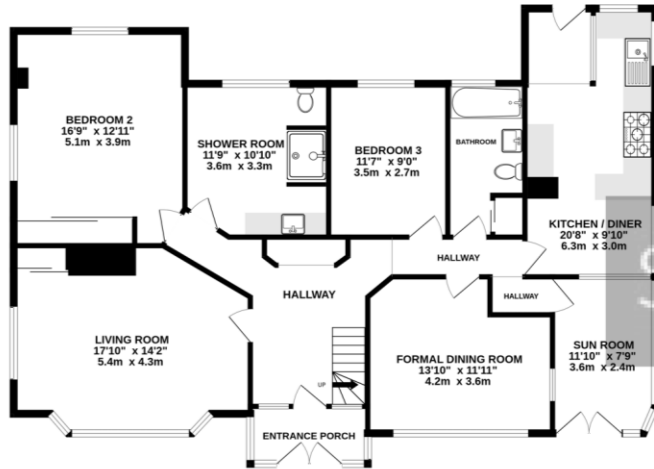 BEDROOM 2
16'9" x 12'11"
5.1m x 3.9m
SHOWER ROOM
11'9" x 10'10"
3.6m x 3.3m
BEDROOM 3
11'7" x 9'0"
3.5m x 2.7m
BATHROOM
KITCHEN / DINER
20'8" x 9'10"
6.3m x 3.0m
HALLWAY
HALLWAY
HALLWAY
LIVING ROOM
17'10" x 14'2"
5.4m x 4.3m
FORMAL DINING ROOM
13'10" x 11'11"
4.2m x 3.6m
SUN ROOM
11'10" x 7'9"
3.6m x 2.4m
UP
ENTRANCE PORCH